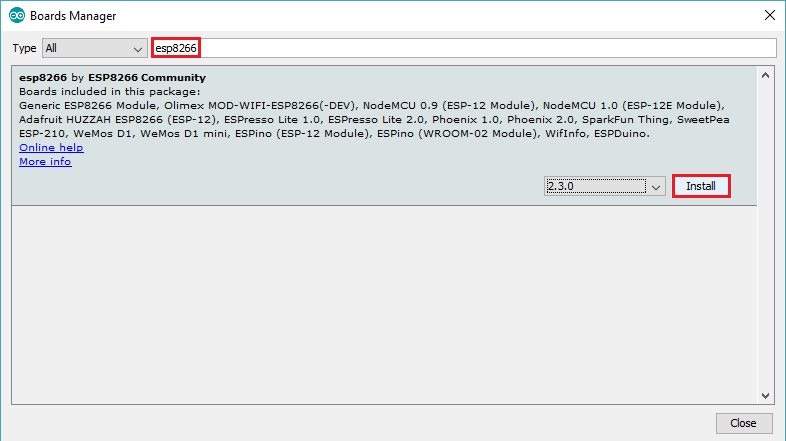 Boards Manager
Type All esp8266
esp8266 by ESP8266 Community
Boards included in this package:
Generic ESP8266 Module, Olimex MOD-WIFI-ESP8266(-DEV), NodeMCU 0.9 (ESP-12 Module), NodeMCU 1.0 (ESP-12E Module),
Adafruit HUZZAH ESP8266 (ESP-12), ESPresso Lite 1.0, ESPresso Lite 2.0, Phoenix 1.0, Phoenix 2.0, SparkFun Thing, SweetPea
ESP-210, WeMos D1, WeMos D1 mini, ESPino (ESP-12 Module), ESPino (WROOM-02 Module), WifInfo, ESPDuino.
Online help
More info
2.3.0 Install
Close